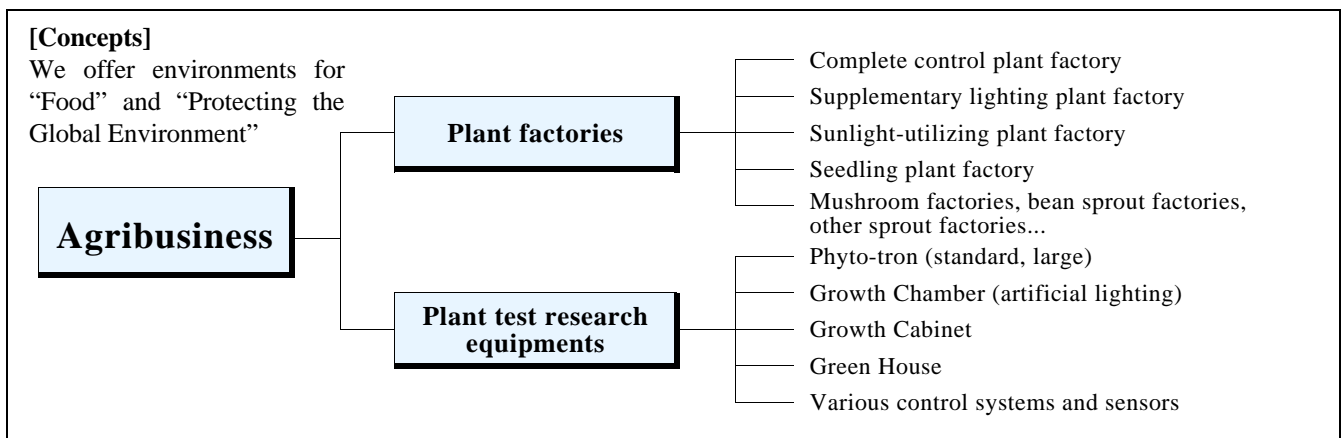 [Concepts]
We offer environments for
“Food” and “Protecting the
Global Environment”
Agribusiness
Plant factories
Complete control plant factory
Supplementary lighting plant factory
Sunlight-utilizing plant factory
Seedling plant factory
Mushroom factories, bean sprout factories,
other sprout factories...
Plant test research
equipments
Phyto-tron (standard, large)
Growth Chamber (artificial lighting)
Growth Cabinet
Green House
Various control systems and sensors